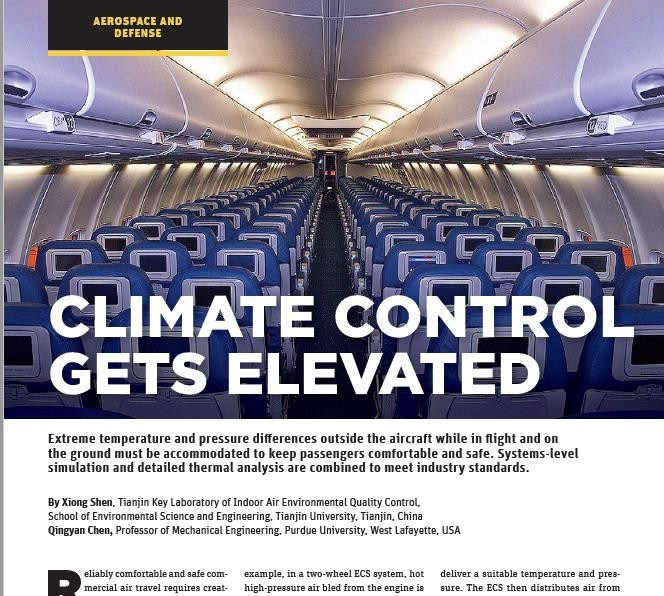 AEROSPACE AND
DEFENSE
CLIMATE CONTROL
GETS ELEVATED
Extreme temperature and pressure differences outside the aircraft while in flight and on
the ground must be accommodated to keep passengers comfortable and safe. Systems-level
simulation and detailed thermal analysis are combined to meet industry standards.
By Xiong Shen, Tianjin Key Laboratory of Indoor Air Environmental Quality Control,
School of Environmental Science and Engineering, Tianjin University, Tianjin, China
Qingyan Chen, Professor of Mechanical Engineering, Purdue University, West Lafayette, USA
Reliably comfortable and safe com-
mercial air travel requires creat-
example, in a two-wheel ECS system, hot
high-pressure air bled from the engine is
deliver a suitable temperature and pres-
sure. The ECS then distributes air from